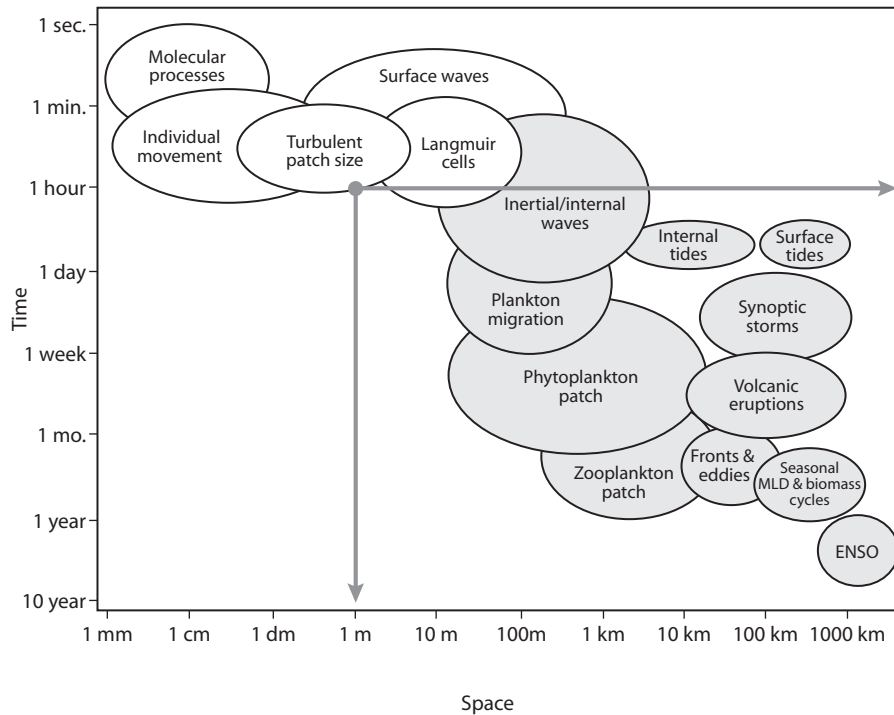 1 sec.
1 min.
1 hour
1 day
1 week
1 mo.
1 year
10 year
Time
Molecular
processes
Surface waves
Individual
movement
Turbulent
patch size
Langmuir
cells
Inertial/internal
waves
Internal
tides
Surface
tides
Plankton
migration
Synoptic
storms
Phytoplankton
patch
Volcanic
eruptions
Zooplankton
patch
Fronts &
eddies
Seasonal
MLD & biomass
cycles
ENSO
1 mm
1 cm
1 dm
1 m
10 m
100m
1 km
10 km
100 km
1000 km
Space